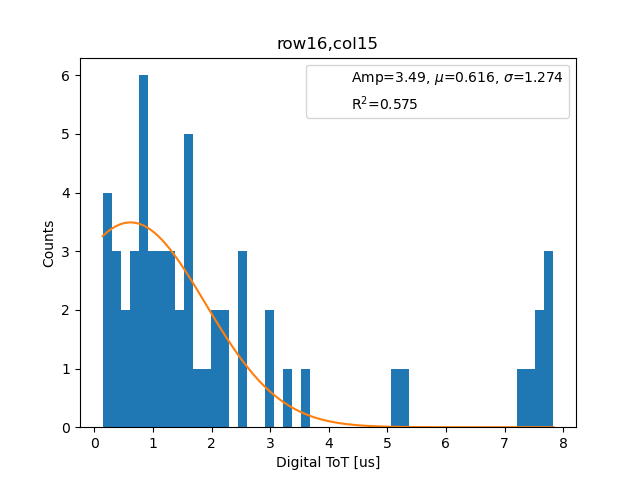 row16,col15
Amp=3.49, μ=0.616, σ=1.274
R²=0.575
Counts
6
5
4
3
2
1
0
0 1 2 3 4 5 6 7 8
Digital ToT [us]